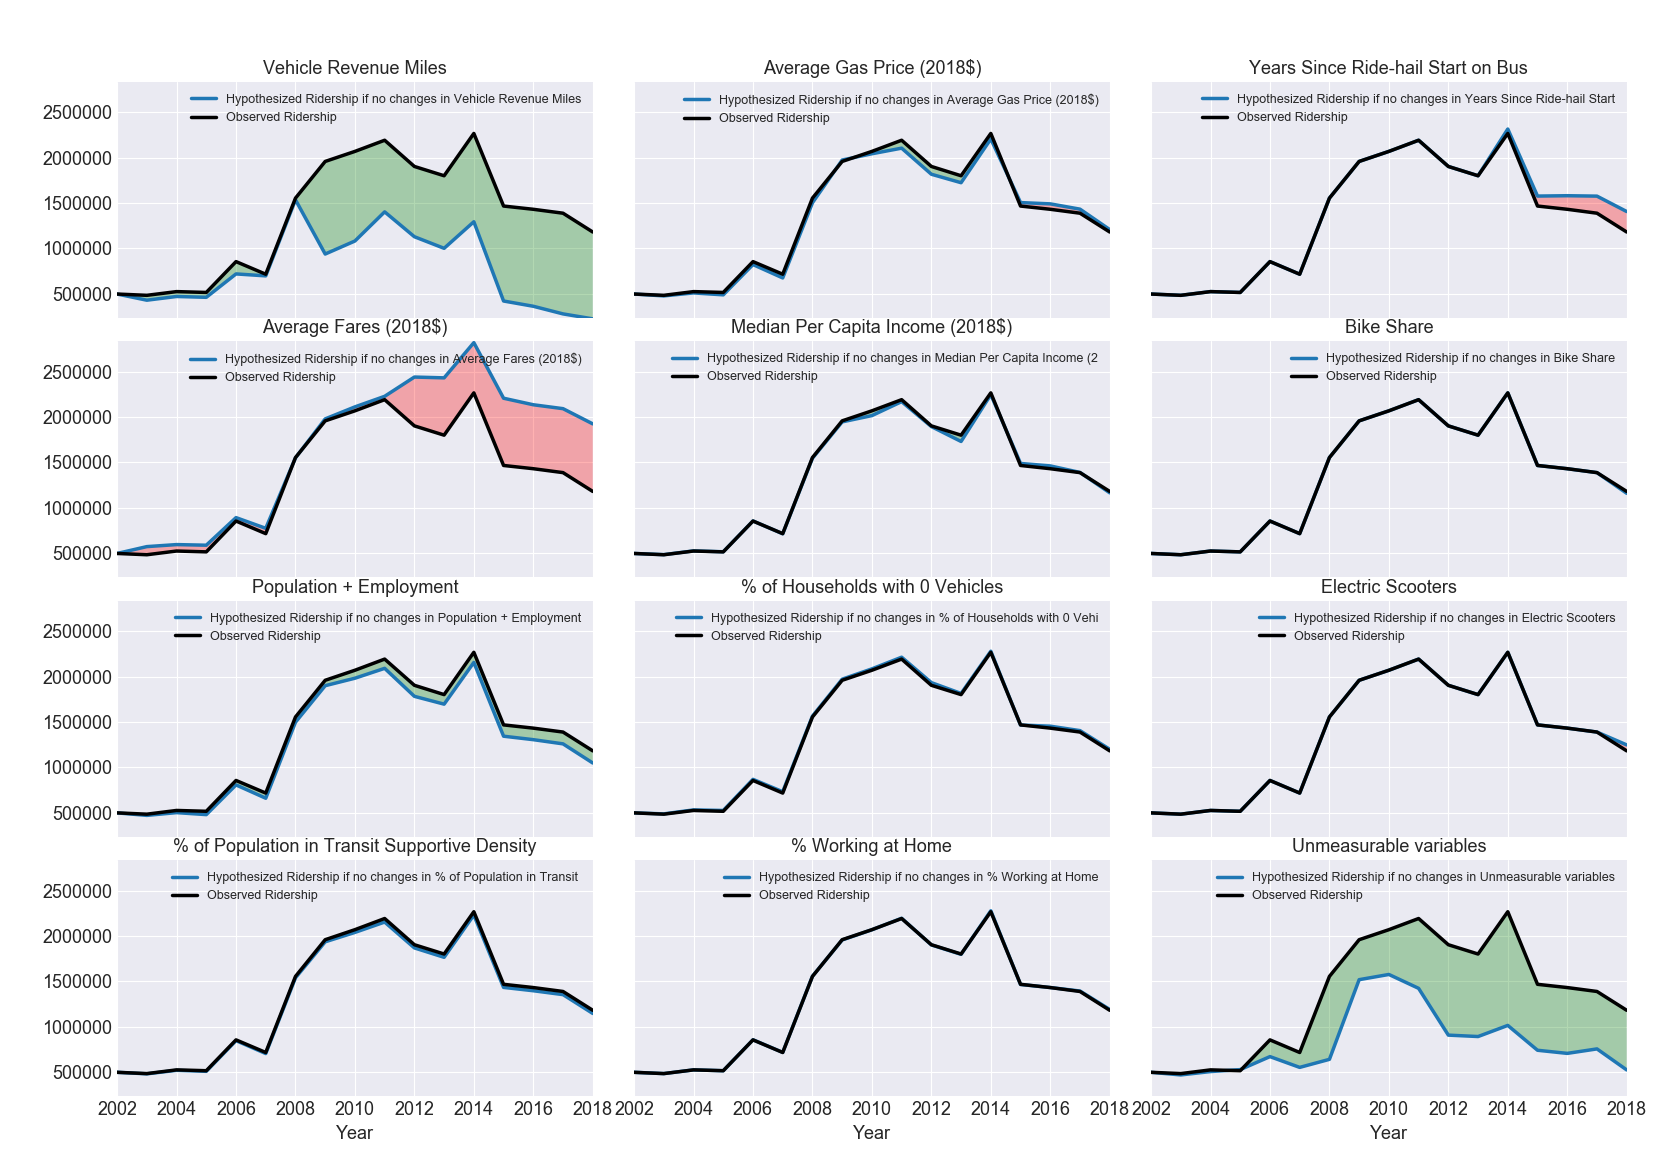 Vehicle Revenue Miles
Hypothesized Ridership if no changes in Vehicle Revenue Miles
Observed Ridership
2500000
2000000
1500000
1000000
500000
Average Gas Price (2018$)
Hypothesized Ridership if no changes in Average Gas Price (2018$)
Observed Ridership
Years Since Ride-hail Start on Bus
Hypothesized Ridership if no changes in Years Since Ride-hail Start
Observed Ridership
Average Fares (2018$)
Hypothesized Ridership if no changes in Average Fares (2018$)
Observed Ridership
2500000
2000000
1500000
1000000
500000
Median Per Capita Income (2018$)
Hypothesized Ridership if no changes in Median Per Capita Income (2
Observed Ridership
Bike Share
Hypothesized Ridership if no changes in Bike Share
Observed Ridership
Population + Employment
Hypothesized Ridership if no changes in Population + Employment
Observed Ridership
2500000
2000000
1500000
1000000
500000
% of Households with 0 Vehicles
Hypothesized Ridership if no changes in % of Households with 0 Vehi
Observed Ridership
Electric Scooters
Hypothesized Ridership if no changes in Electric Scooters
Observed Ridership
% of Population in Transit Supportive Density
Hypothesized Ridership if no changes in % of Population in Transit
Observed Ridership
2500000
2000000
1500000
1000000
500000
2002 2004 2006 2008 2010 2012 2014 2016 2018
Year
% Working at Home
Hypothesized Ridership if no changes in % Working at Home
Observed Ridership
2002 2004 2006 2008 2010 2012 2014 2016 2018
Year
Unmeasurable variables
Hypothesized Ridership if no changes in Unmeasurable variables
Observed Ridership
2002 2004 2006 2008 2010 2012 2014 2016 2018
Year